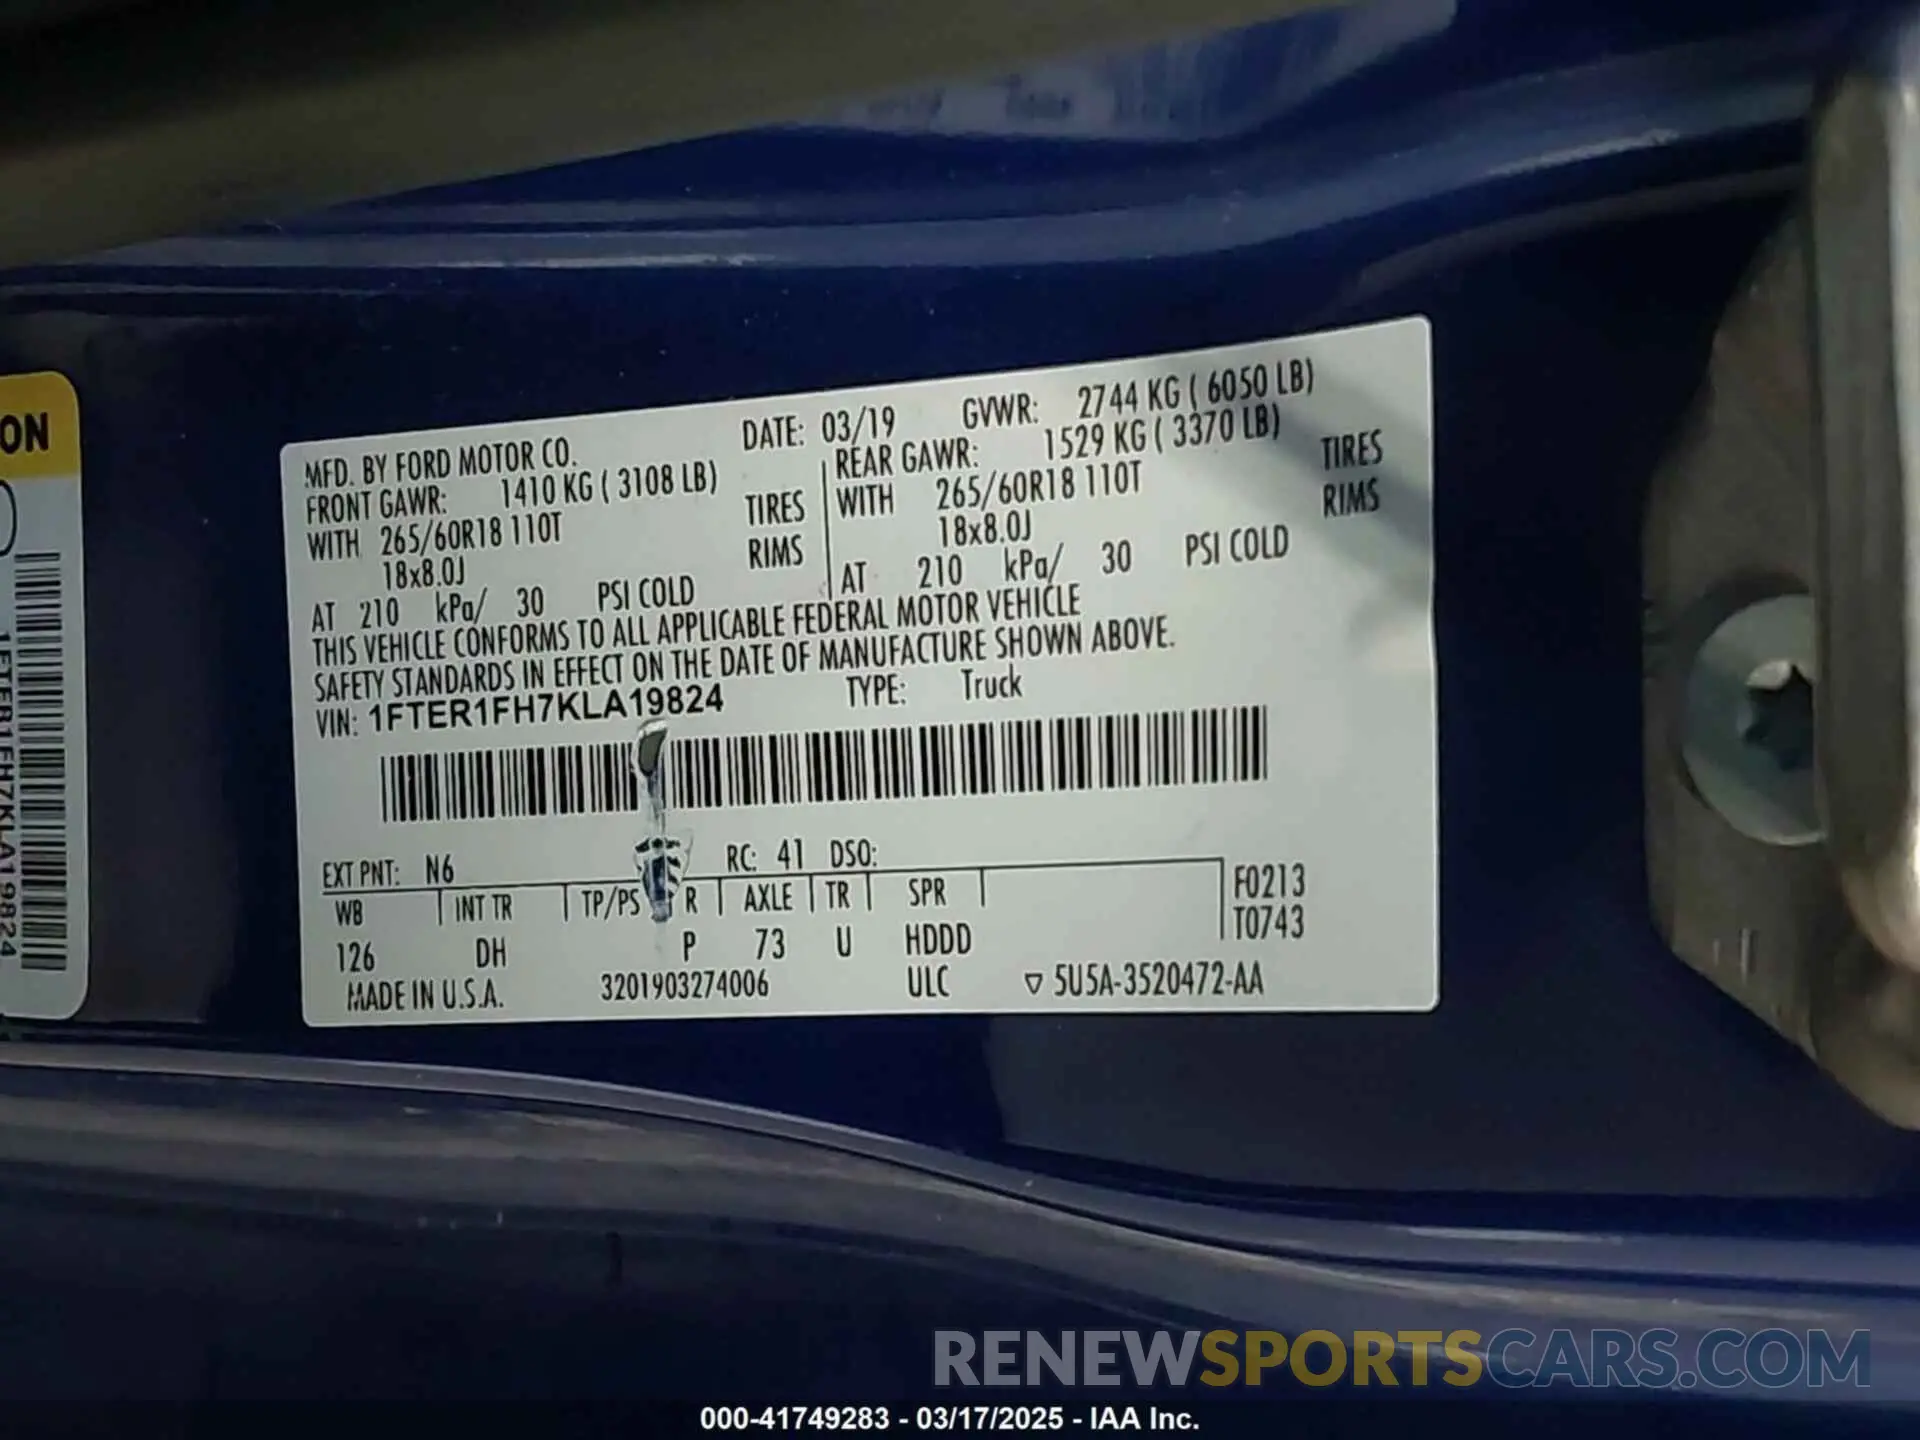 ON
1FTER1FH7KLA19824
MFD. BY FORD MOTOR CO. DATE: 03/19 GVWR: 2744 KG ( 6050 LB)
FRONT GAWR: 1410 KG ( 3108 LB) REAR GAWR: 1529 KG ( 3370 LB)
WITH 265/60R18 110T TIRES WITH 265/60R18 110T TIRES
18x8.0J RIMS 18x8.0J RIMS
AT 210 kPa/ 30 PSI COLD AT 210 kPa/ 30 PSI COLD
THIS VEHICLE CONFORMS TO ALL APPLICABLE FEDERAL MOTOR VEHICLE
SAFETY STANDARDS IN EFFECT ON THE DATE OF MANUFACTURE SHOWN ABOVE.
VIN: 1FTER1FH7KLA19824 TYPE: Truck
EXT PNT: N6 RC: 41 DSO:
WB INT TR TP/PS R AXLE TR SPR F0213
126 DH P 73 U HDDD T0743
MADE IN U.S.A. 3201903274006 ULC ▽ 5U5A-3520472-AA
RENEWSPORTSCARS.COM
000-41749283 - 03/17/2025 - IAA Inc.